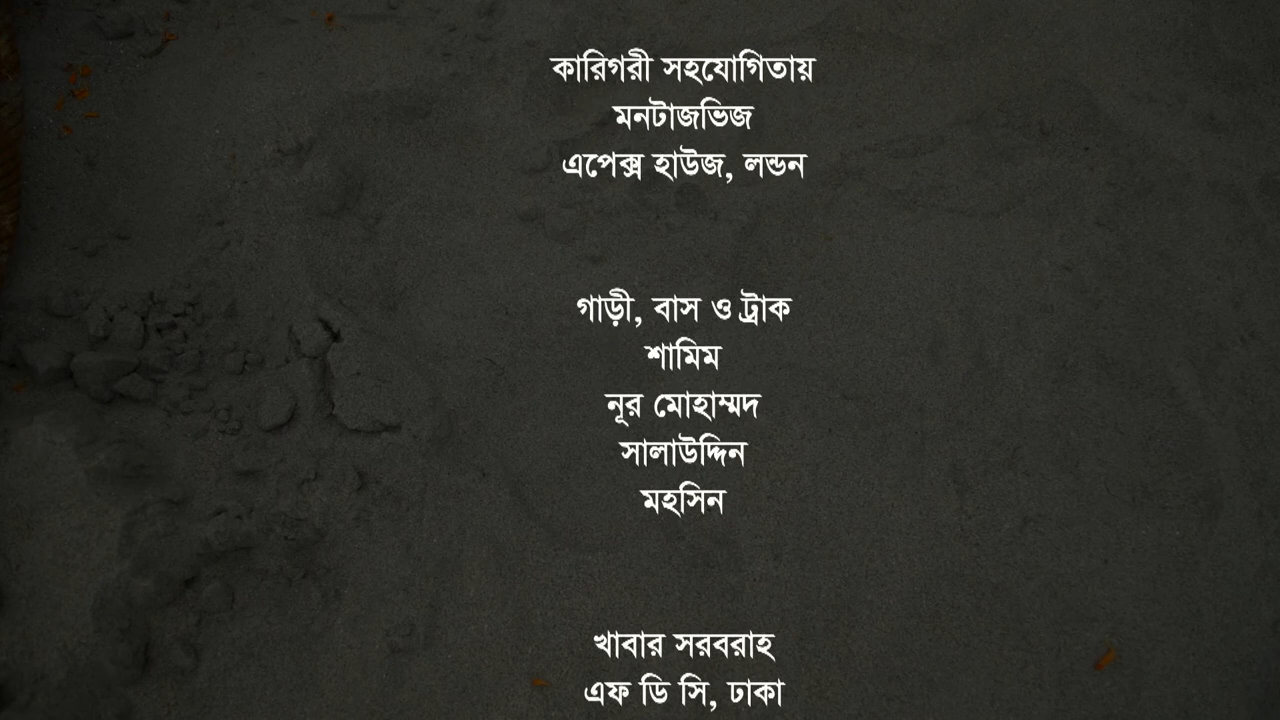 কারিগরী সহযোগিতায়
মনটাজভিজ
এপেক্স হাউজ, লন্ডন
গাড়ী, বাস ও ট্রাক
শামিম
নূর মোহাম্মদ
সালাউদ্দিন
মহসিন
খাবার সরবরাহ
এফ ডি সি, ঢাকা